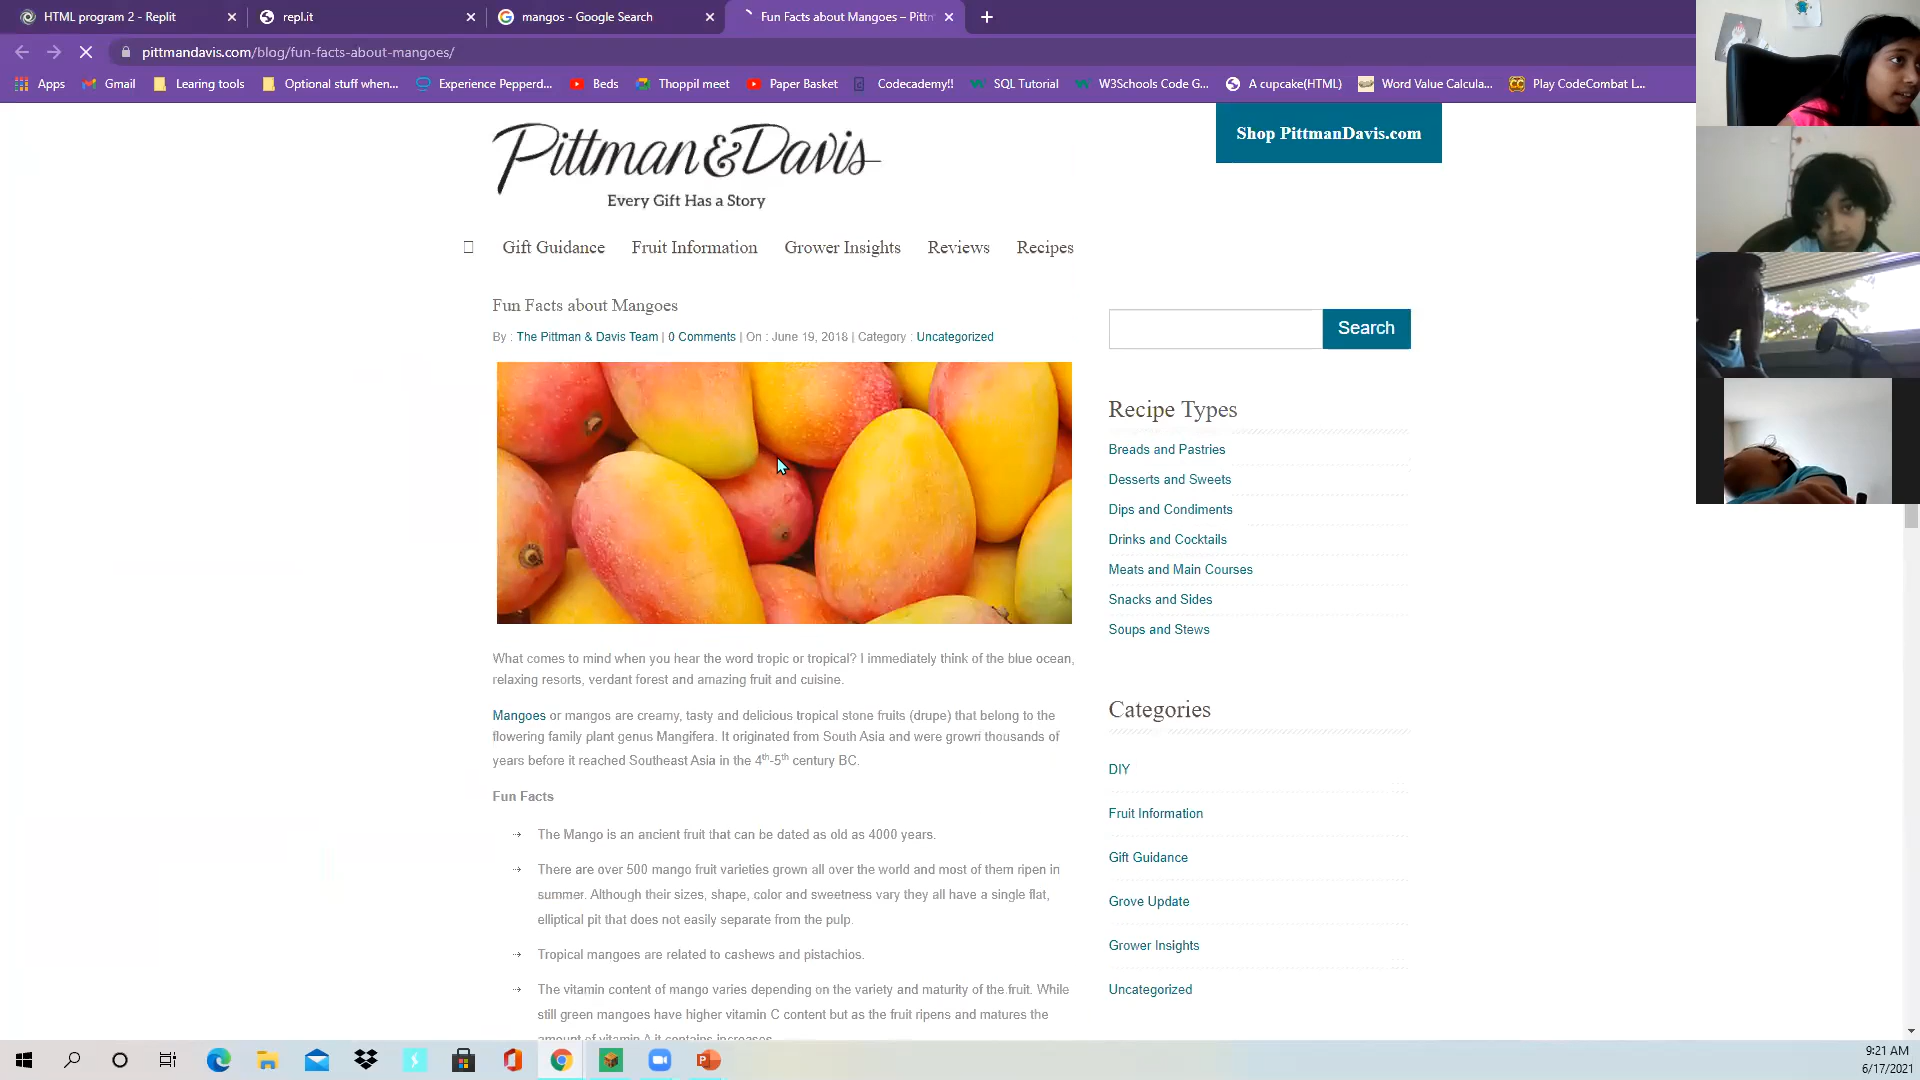 HTML program 2 - Replit
repl.it
mangos - Google Search
Fun Facts about Mangoes – Pittm
pittmandavis.com/blog/fun-facts-about-mangoes/
Apps
Gmail
Learing tools
Optional stuff when...
Experience Pepperd...
Beds
Thoppil meet
Paper Basket
Codecademy!!
SQL Tutorial
W3Schools Code G...
A cupcake(HTML)
Word Value Calcula...
Play CodeCombat L...
Pittman&Davis
Every Gift Has a Story
Shop PittmanDavis.com
Gift Guidance
Fruit Information
Grower Insights
Reviews
Recipes
Fun Facts about Mangoes
By : The Pittman & Davis Team | 0 Comments | On : June 19, 2018 | Category : Uncategorized
What comes to mind when you hear the word tropic or tropical? I immediately think of the blue ocean,
relaxing resorts, verdant forest and amazing fruit and cuisine.
Mangoes or mangos are creamy, tasty and delicious tropical stone fruits (drupe) that belong to the
flowering family plant genus Mangifera. It originated from South Asia and were grown thousands of
years before it reached Southeast Asia in the 4th-5th century BC.
Fun Facts
The Mango is an ancient fruit that can be dated as old as 4000 years.
There are over 500 mango fruit varieties grown all over the world and most of them ripen in
summer. Although their sizes, shape, color and sweetness vary they all have a single flat,
elliptical pit that does not easily separate from the pulp.
Tropical mangoes are related to cashews and pistachios.
The vitamin content of mango varies depending on the variety and maturity of the fruit. While
still green mangoes have higher vitamin C content but as the fruit ripens and matures the
amount of vitamin A it contains increases.
Search
Recipe Types
Breads and Pastries
Desserts and Sweets
Dips and Condiments
Drinks and Cocktails
Meats and Main Courses
Snacks and Sides
Soups and Stews
Categories
DIY
Fruit Information
Gift Guidance
Grove Update
Grower Insights
Uncategorized
9:21 AM
6/17/2021